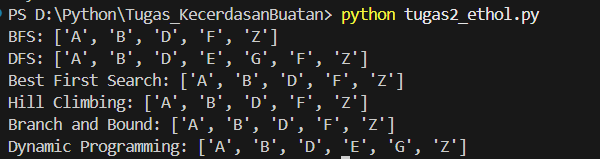 PS D:\Python\Tugas_KecerdasanBuatan> python tugas2_ethol.py
BFS: ['A', 'B', 'D', 'F', 'Z']
DFS: ['A', 'B', 'D', 'E', 'G', 'F', 'Z']
Best First Search: ['A', 'B', 'D', 'F', 'Z']
Hill Climbing: ['A', 'B', 'D', 'F', 'Z']
Branch and Bound: ['A', 'B', 'D', 'F', 'Z']
Dynamic Programming: ['A', 'B', 'D', 'E', 'G', 'Z']